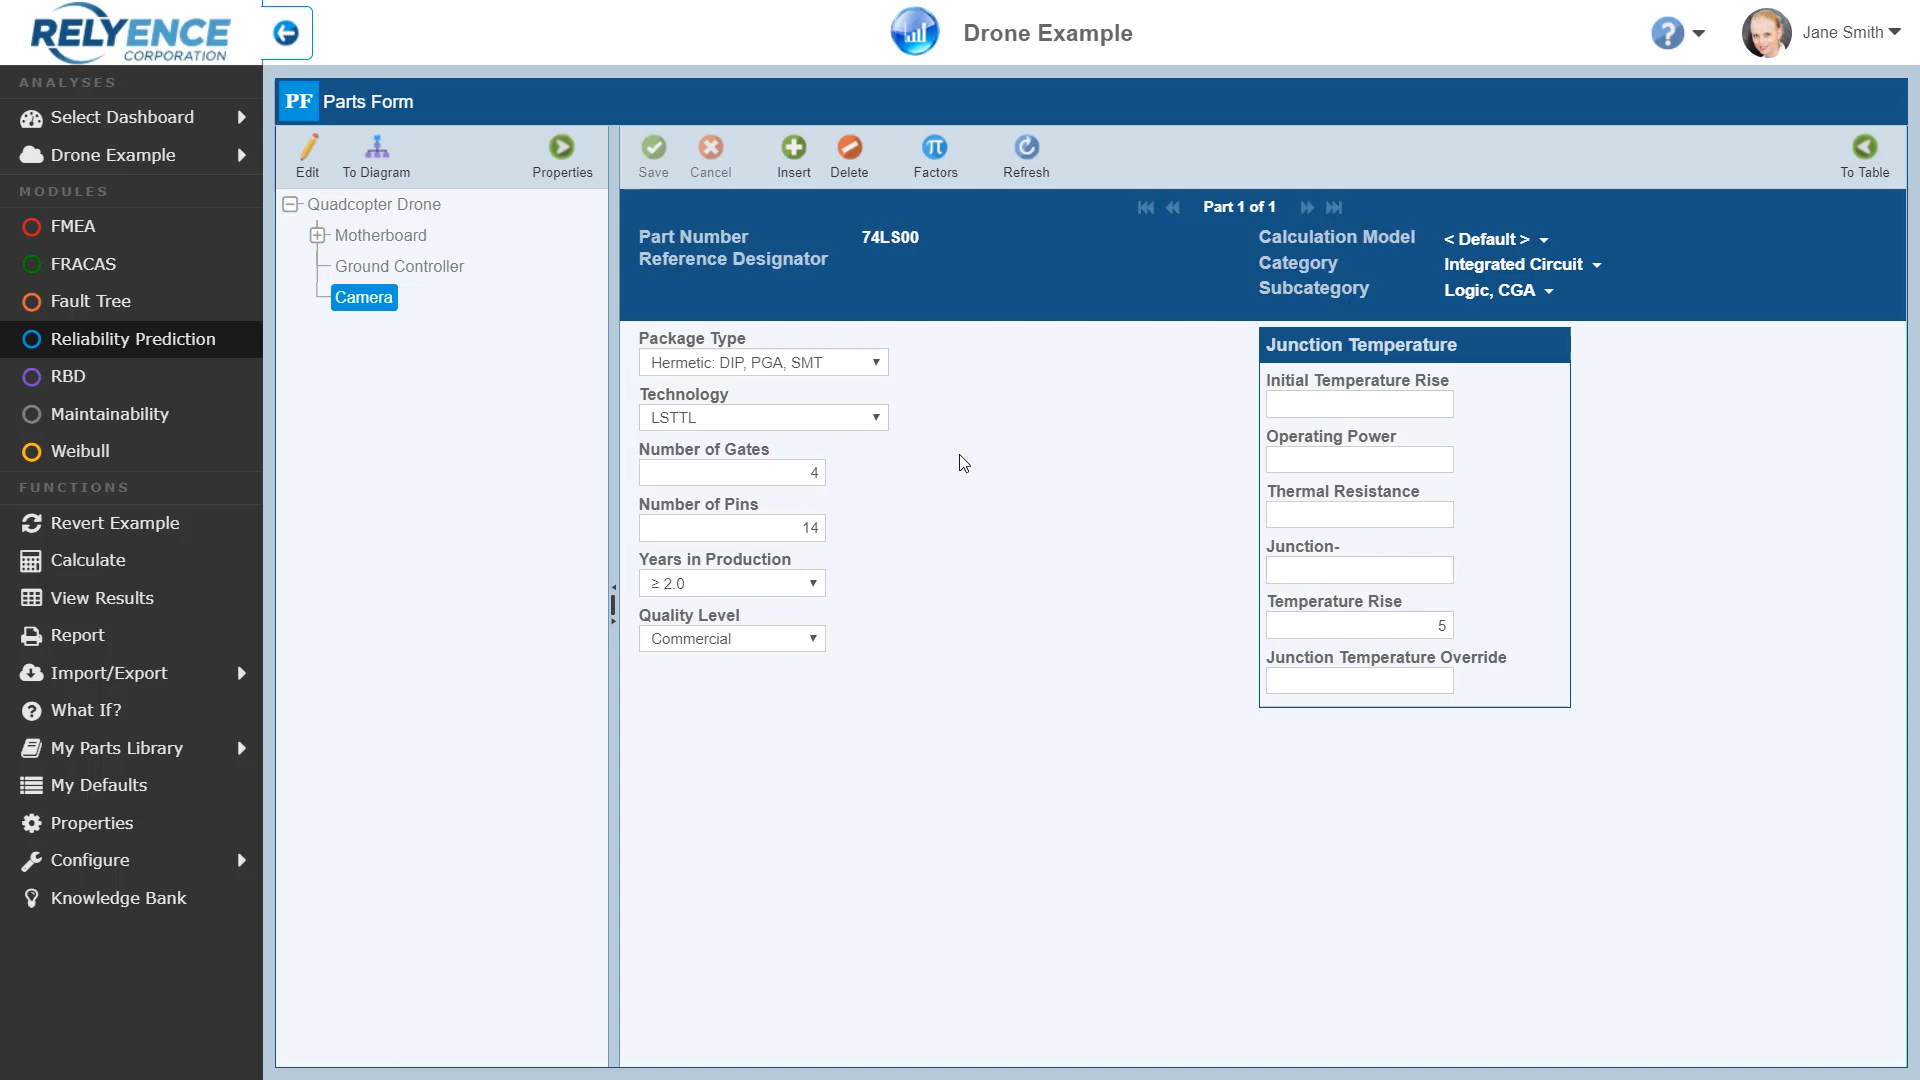 RELYENCE
CORPORATION
Drone Example
?
Jane Smith
ANALYSES
Select Dashboard
Drone Example
MODULES
FMEA
FRACAS
Fault Tree
Reliability Prediction
RBD
Maintainability
Weibull
FUNCTIONS
Revert Example
Calculate
View Results
Report
Import/Export
What If?
My Parts Library
My Defaults
Properties
Configure
Knowledge Bank
PF Parts Form
Edit
To Diagram
Properties
Save
Cancel
Insert
Delete
π
Factors
Refresh
To Table
Quadcopter Drone
Motherboard
Ground Controller
Camera
Part 1 of 1
Part Number 74LS00
Reference Designator
Calculation Model < Default >
Category Integrated Circuit
Subcategory Logic, CGA
Package Type
Hermetic: DIP, PGA, SMT
Technology
LSTTL
Number of Gates
4
Number of Pins
14
Years in Production
≥ 2.0
Quality Level
Commercial
Junction Temperature
Initial Temperature Rise
Operating Power
Thermal Resistance
Junction-
Temperature Rise
5
Junction Temperature Override